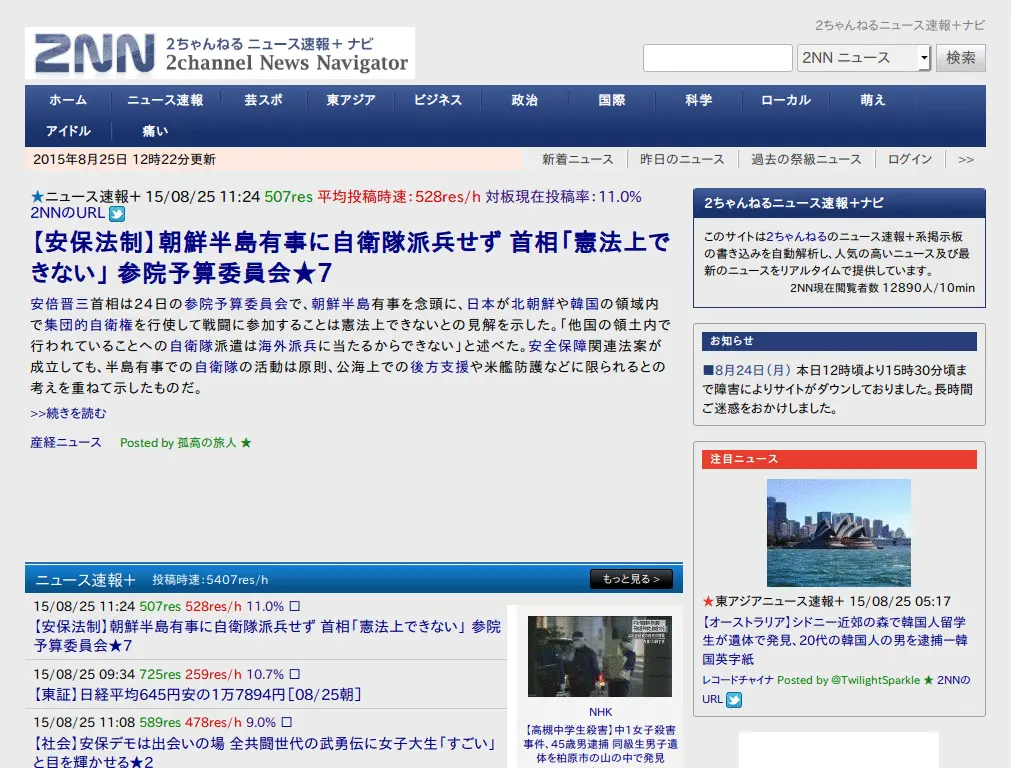 2ちゃんねるニュース速報+ナビ
2NN 2ちゃんねる ニュース速報+ ナビ
2channel News Navigator
2NN ニュース 検索
ホーム ニュース速報 芸スポ 東アジア ビジネス 政治 国際 科学 ローカル 萌え
アイドル 痛い
2015年8月25日 12時22分更新 新着ニュース 昨日のニュース 過去の祭級ニュース ログイン >>
★ニュース速報+ 15/08/25 11:24 507res 平均投稿時速:528res/h 対板現在投稿率:11.0%
2NNのURL
【安保法制】朝鮮半島有事に自衛隊派兵せず 首相「憲法上で
きない」 参院予算委員会★7
安倍晋三首相は24日の参院予算委員会で、朝鮮半島有事を念頭に、日本が北朝鮮や韓国の領域内
で集団的自衛権を行使して戦闘に参加することは憲法上できないとの見解を示した。「他国の領土内で
行われていることへの自衛隊派遣は海外派兵に当たるからできない」と述べた。安全保障関連法案が
成立しても、半島有事での自衛隊の活動は原則、公海上での後方支援や米艦防護などに限られるとの
考えを重ねて示したものだ。
>>続きを読む
産経ニュース Posted by 孤高の旅人 ★
ニュース速報+ 投稿時速:5407res/h もっと見る >
15/08/25 11:24 507res 528res/h 11.0% □
【安保法制】朝鮮半島有事に自衛隊派兵せず 首相「憲法上できない」 参院
予算委員会★7
15/08/25 09:34 725res 259res/h 10.7% □
【東証】日経平均645円安の1万7894円[08/25朝]
15/08/25 11:08 589res 478res/h 9.0% □
【社会】安保デモは出会いの場 全共闘世代の武勇伝に女子大生「すごい」
と目を輝かせる★2
NHK
【高槻中学生殺害】中1女子殺害
事件、45歳男逮捕 同級生男子遺
体を柏原市の山の中で発見
2ちゃんねるニュース速報+ナビ
このサイトは2ちゃんねるのニュース速報+系掲示板
の書き込みを自動解析し、人気の高いニュース及び最
新のニュースをリアルタイムで提供しています。
2NN現在閲覧者数 12890人/10min
お知らせ
■8月24日(月) 本日12時頃より15時30分頃ま
で障害によりサイトがダウンしておりました。長時間
ご迷惑をおかけしました。
注目ニュース
★東アジアニュース速報+ 15/08/25 05:17
【オーストラリア】シドニー近郊の森で韓国人留学
生が遺体で発見、20代の韓国人の男を逮捕ー韓
国英字紙
レコードチャイナ Posted by @TwilightSparkle ★ 2NNの
URL